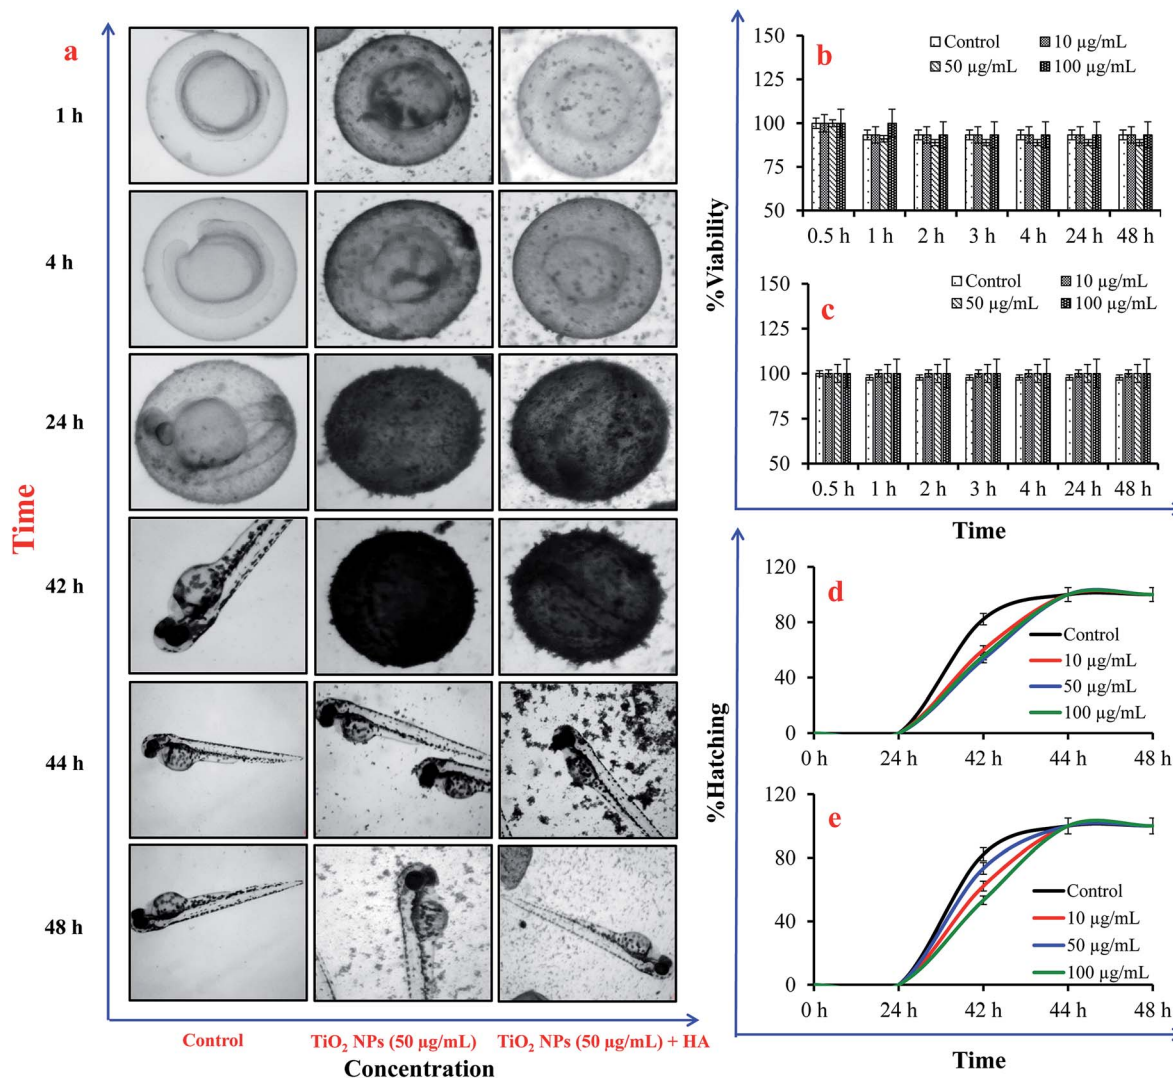 a
1 h
4 h
24 h
42 h
44 h
48 h
Time
Control
TiO₂ NPs (50 µg/mL)
TiO₂ NPs (50 µg/mL) + HA
Concentration
b
150
125
100
75
50
Control
10 µg/mL
50 µg/mL
100 µg/mL
0.5 h
1 h
2 h
3 h
4 h
24 h
48 h
%Viability
c
150
125
100
75
50
Control
10 µg/mL
50 µg/mL
100 µg/mL
0.5 h
1 h
2 h
3 h
4 h
24 h
48 h
Time
d
120
80
40
0
Control
10 µg/mL
50 µg/mL
100 µg/mL
0 h
24 h
42 h
44 h
48 h
%Hatching
e
120
80
40
0
Control
10 µg/mL
50 µg/mL
100 µg/mL
0 h
24 h
42 h
44 h
48 h
Time